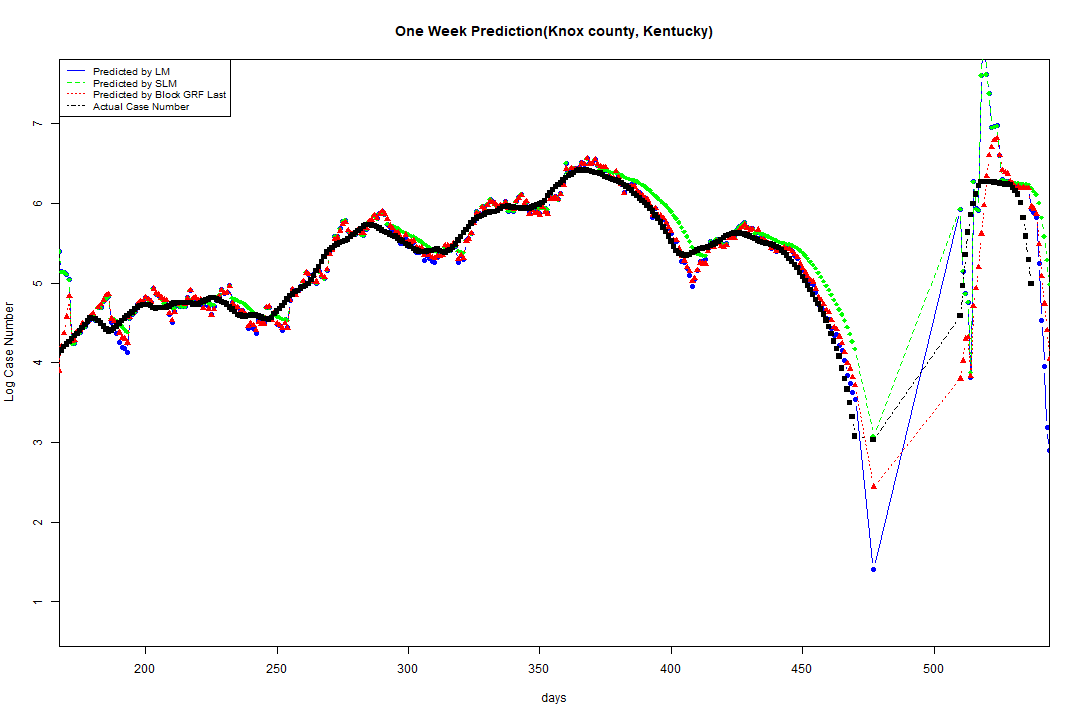 One Week Prediction(Knox county, Kentucky)
Predicted by LM
Predicted by SLM
Predicted by Block GRF Last
Actual Case Number
7
6
5
4
3
2
1
Log Case Number
200 250 300 350 400 450 500
days